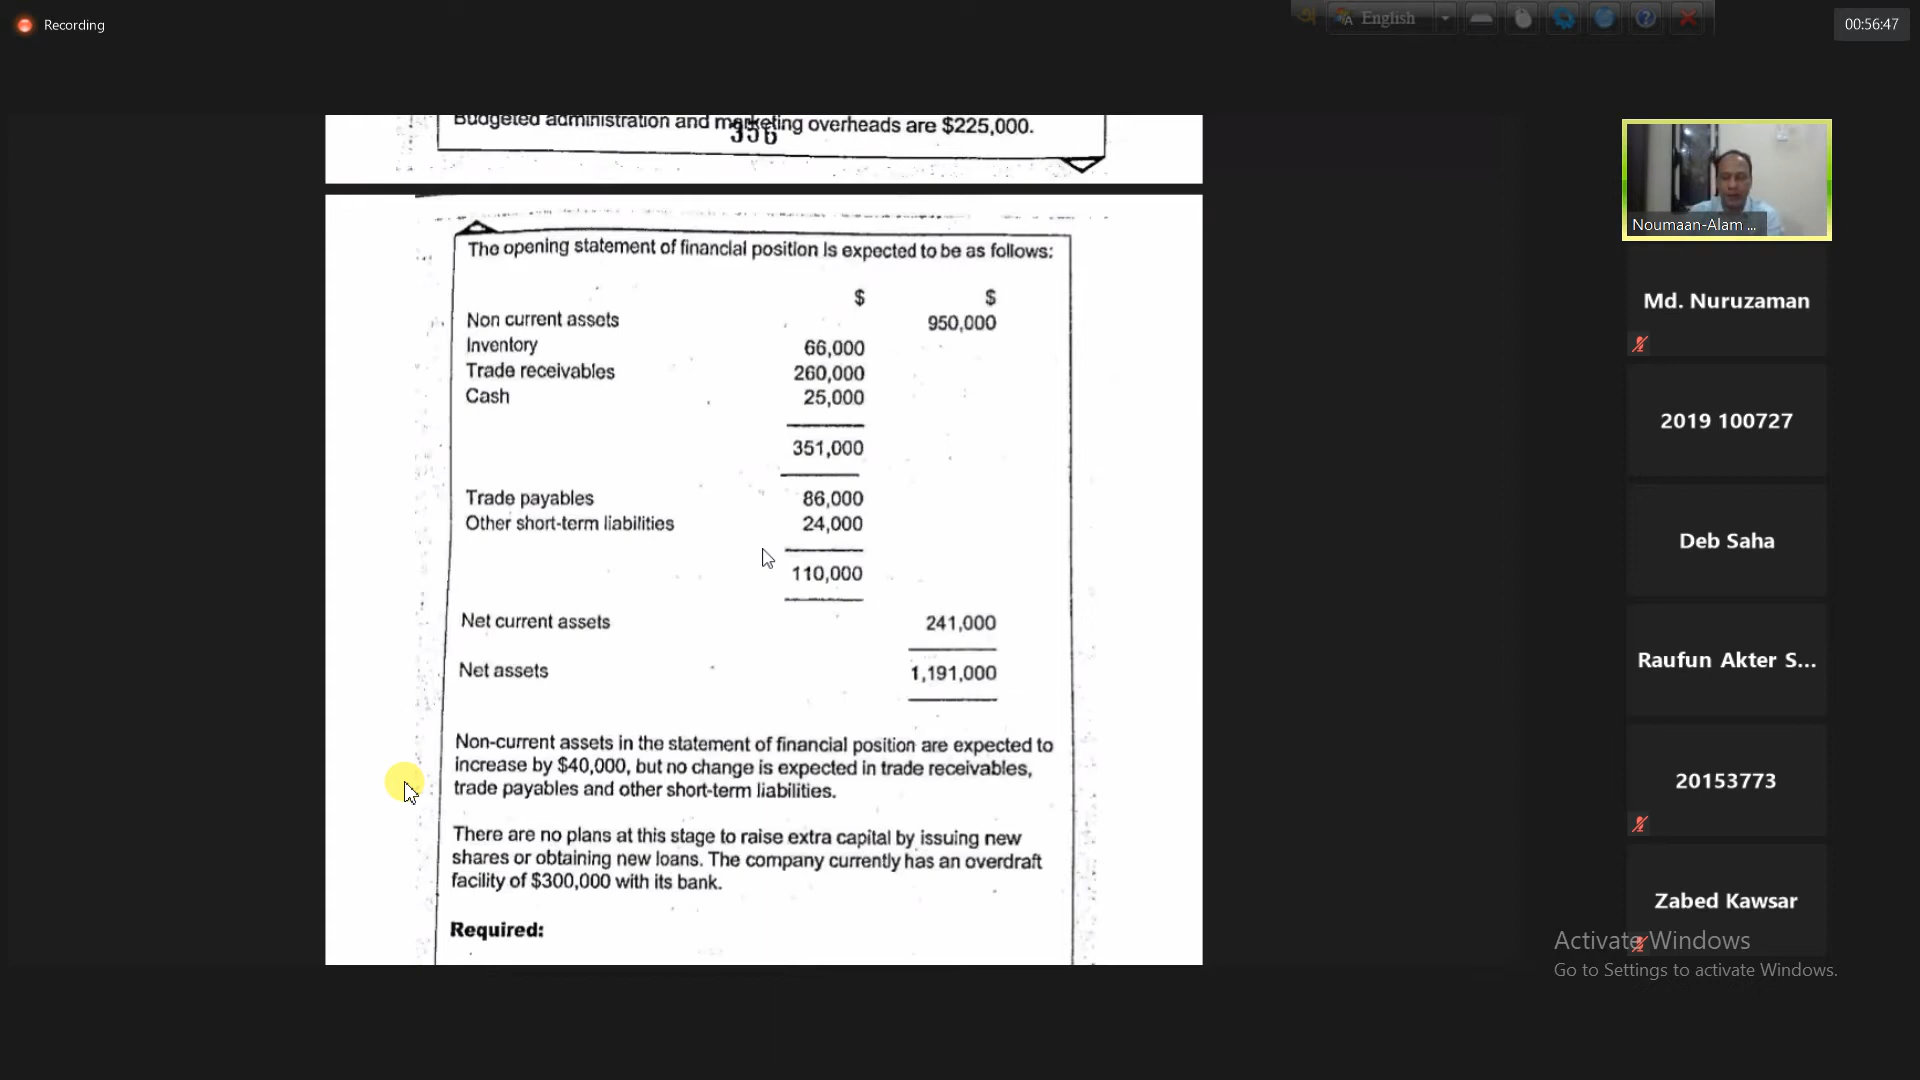 Recording
English
00:56:47
Budgeted administration and marketing overheads are $225,000.
356
The opening statement of financial position is expected to be as follows:
$ $
Non current assets 950,000
Inventory 66,000
Trade receivables 260,000
Cash 25,000
351,000
Trade payables 86,000
Other short-term liabilities 24,000
110,000
Net current assets 241,000
Net assets 1,191,000
Non-current assets in the statement of financial position are expected to
increase by $40,000, but no change is expected in trade receivables,
trade payables and other short-term liabilities.
There are no plans at this stage to raise extra capital by issuing new
shares or obtaining new loans. The company currently has an overdraft
facility of $300,000 with its bank.
Required:
Noumaan-Alam ...
Md. Nuruzaman
2019 100727
Deb Saha
Raufun Akter S...
20153773
Zabed Kawsar
Activate Windows
Go to Settings to activate Windows.